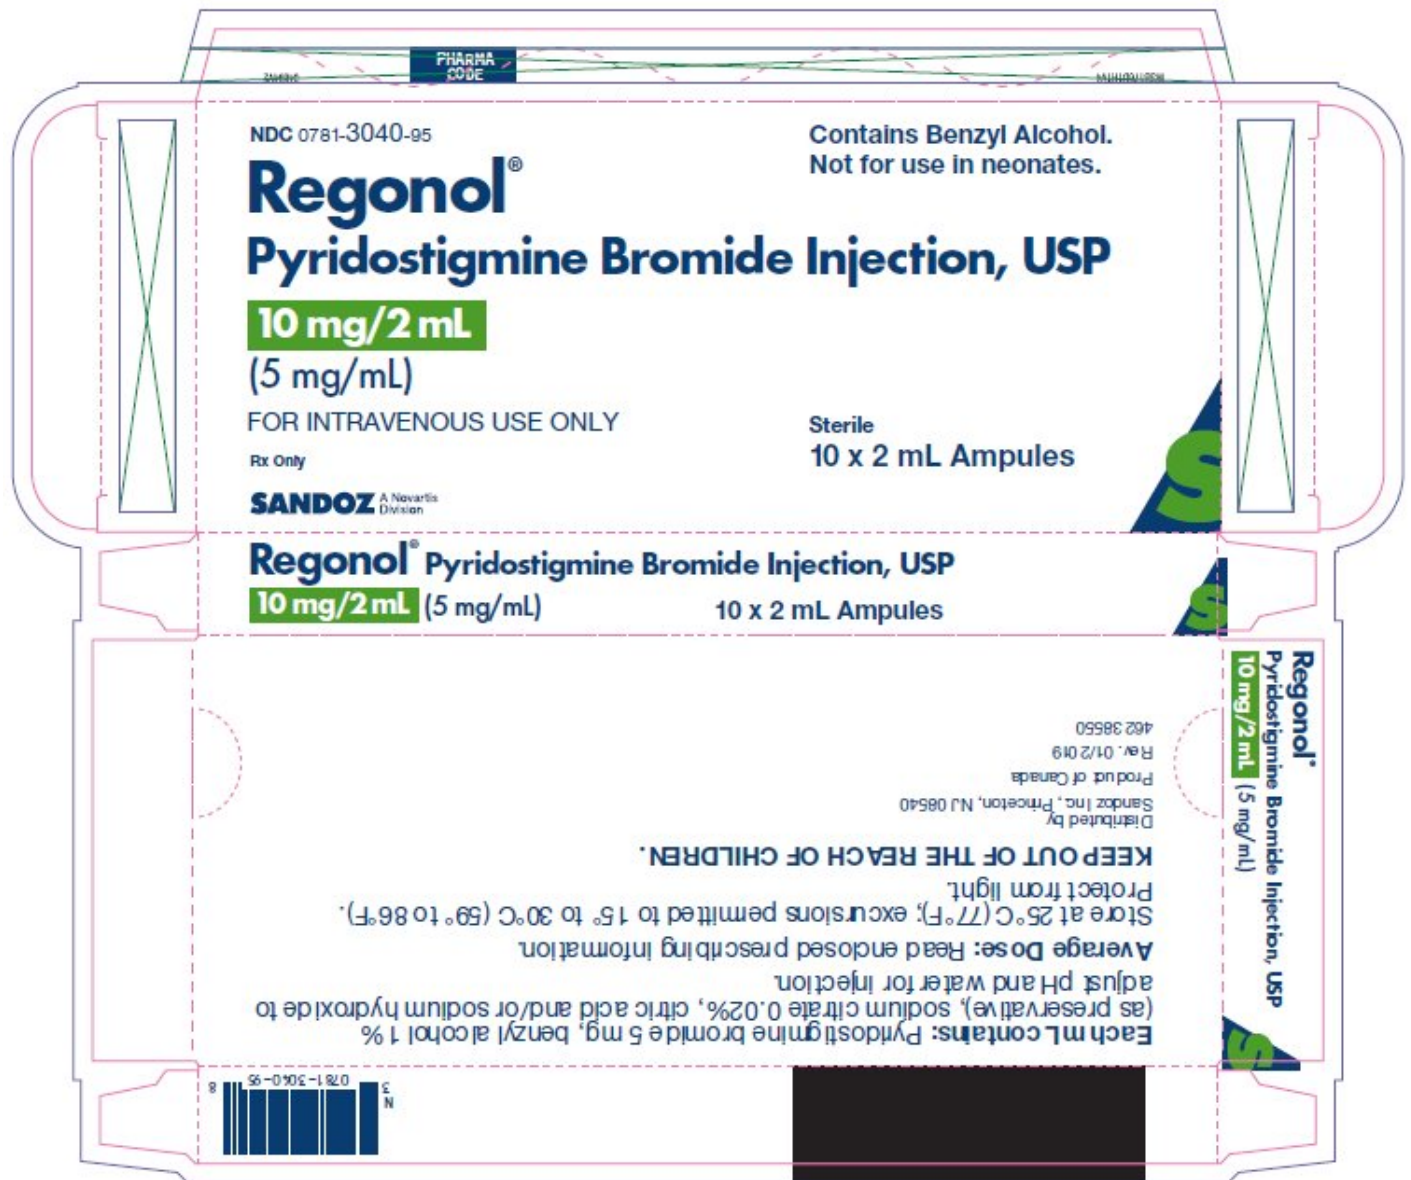 PHARMA
CODE
NDC 0781-3040-95
Contains Benzyl Alcohol.
Not for use in neonates.
Regonol®
Pyridostigmine Bromide Injection, USP
10 mg/2 mL
(5 mg/mL)
FOR INTRAVENOUS USE ONLY
Rx Only
Sterile
10 x 2 mL Ampules
SANDOZ A Novartis
Division
S
Regonol® Pyridostigmine Bromide Injection, USP
10 mg/2 mL (5 mg/mL) 10 x 2 mL Ampules
S
Regonol®
Pyridostigmine Bromide Injection, USP
10 mg/2 mL (5 mg/mL)
S
Each mL contains: Pyridostigmine bromide 5 mg, benzyl alcohol 1%
(as preservative), sodium citrate 0.02%, citric acid and/or sodium hydroxide to
adjust pH and water for injection.
Average Dose: Read enclosed prescribing information.
Store at 25°C (77°F); excursions permitted to 15° to 30°C (59° to 86°F).
Protect from light.
KEEP OUT OF THE REACH OF CHILDREN.
Distributed by
Sandoz Inc., Princeton, NJ 08540
Product of Canada
Rev. 01/2019
46238550
N
3 0781-3040-95 8